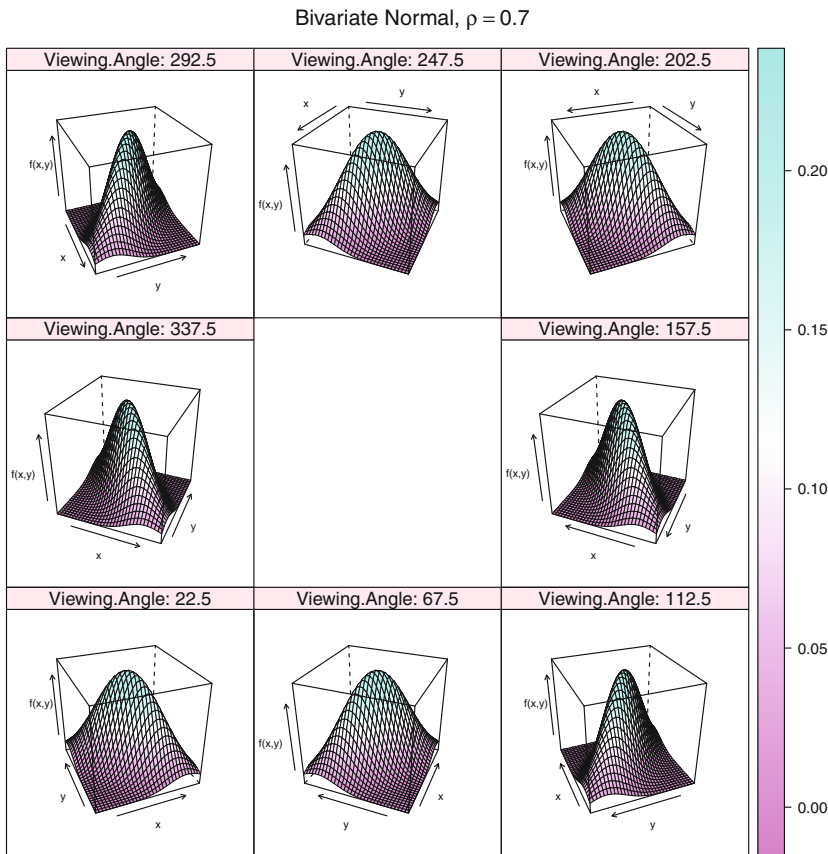 Bivariate Normal, ρ = 0.7
Viewing.Angle: 292.5
Viewing.Angle: 247.5
Viewing.Angle: 202.5
f(x,y)
x
y
x
y
f(x,y)
x
y
f(x,y)
0.20
0.15
0.10
0.05
0.00
Viewing.Angle: 337.5
Viewing.Angle: 157.5
f(x,y)
x
y
f(x,y)
x
y
Viewing.Angle: 22.5
Viewing.Angle: 67.5
Viewing.Angle: 112.5
f(x,y)
y
x
f(x,y)
y
x
f(x,y)
x
y